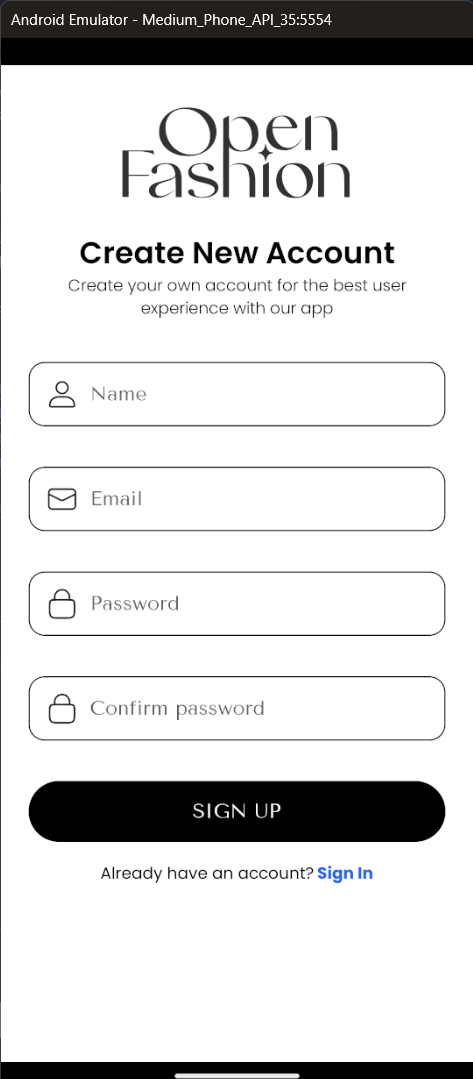 Android Emulator - Medium_Phone_API_35:5554
Open
Fashion
Create New Account
Create your own account for the best user
experience with our app
Name
Email
Password
Confirm password
SIGN UP
Already have an account? Sign In